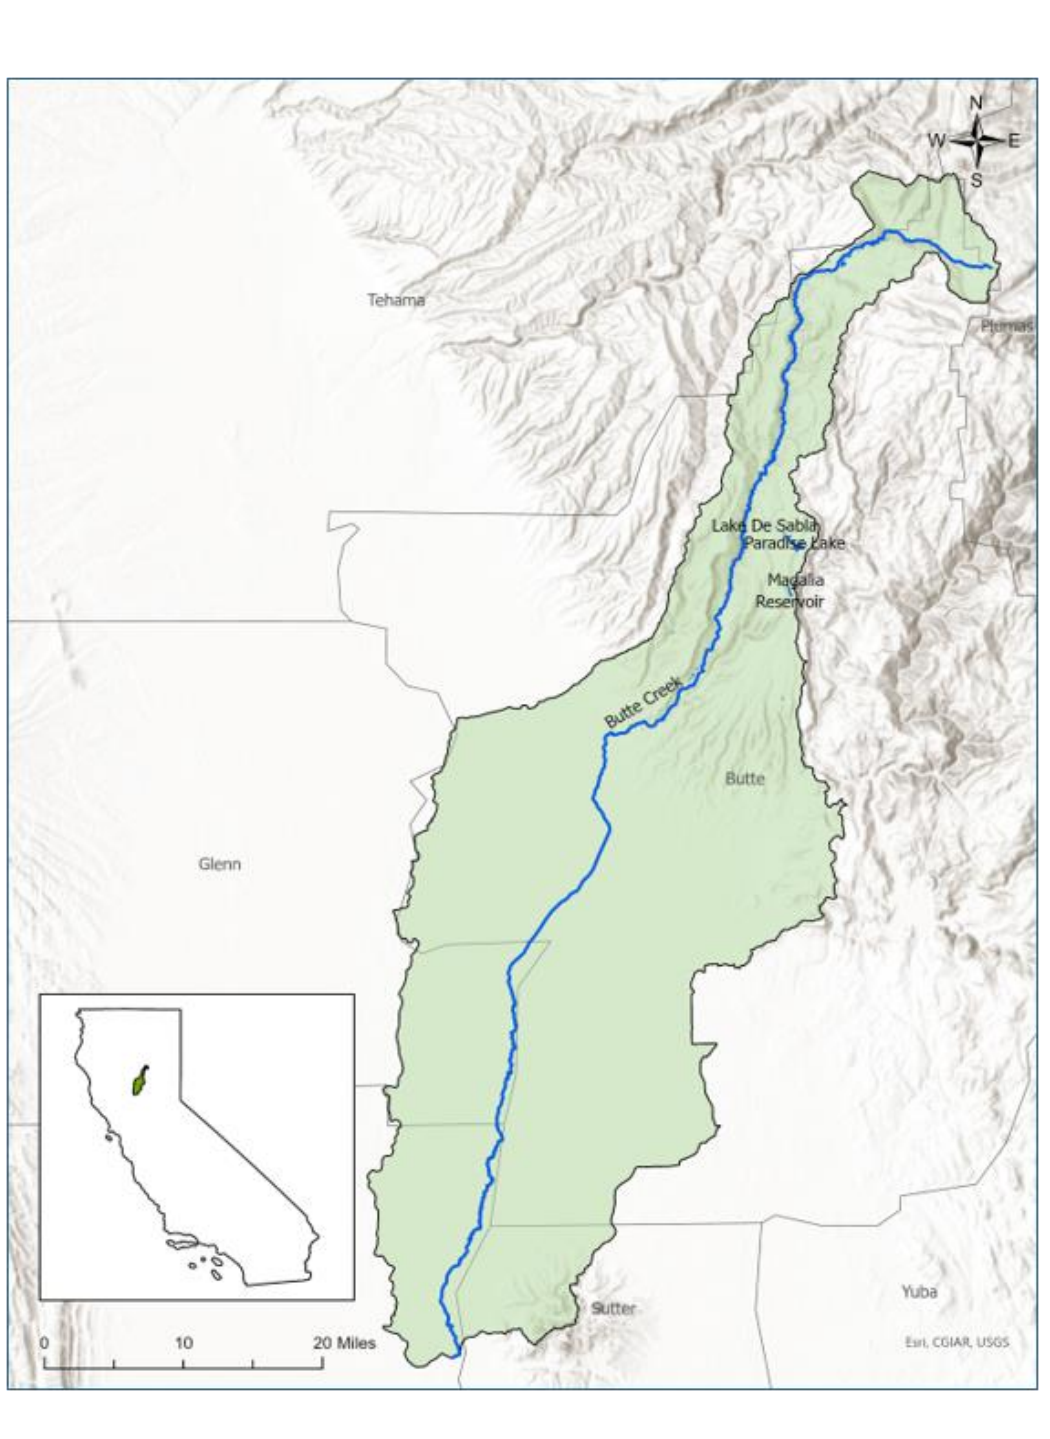 N
W E
S
Tehama
Plumas
Lake De Sabla
Paradise Lake
Magalia
Reservoir
Butte Creek
Butte
Glenn
Sutter
Yuba
Esri, CGIAR, USGS
0 10 20 Miles